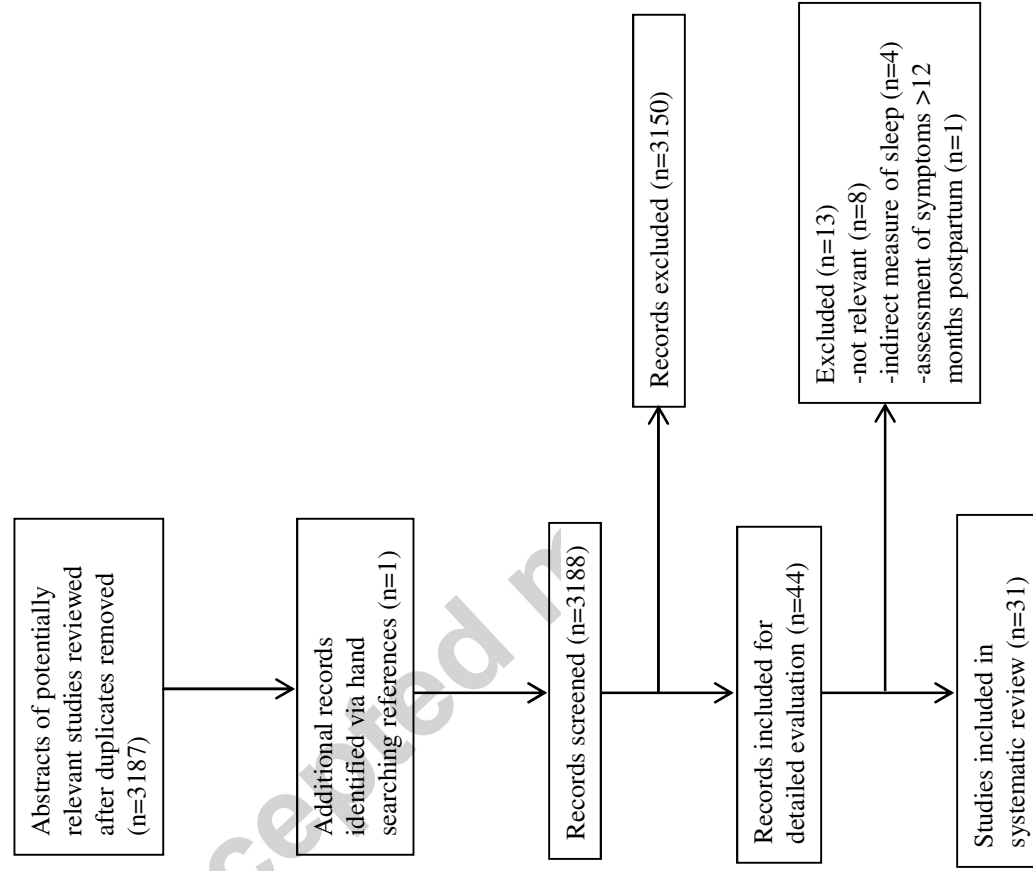 Abstracts of potentially
relevant studies reviewed
after duplicates removed
(n=3187)
Additional records
identified via hand
searching references (n=1)
Records screened (n=3188)
Records excluded (n=3150)
Records included for
detailed evaluation (n=44)
Excluded (n=13)
-not relevant (n=8)
-indirect measure of sleep (n=4)
-assessment of symptoms >12
months postpartum (n=1)
Studies included in
systematic review (n=31)
cepted m